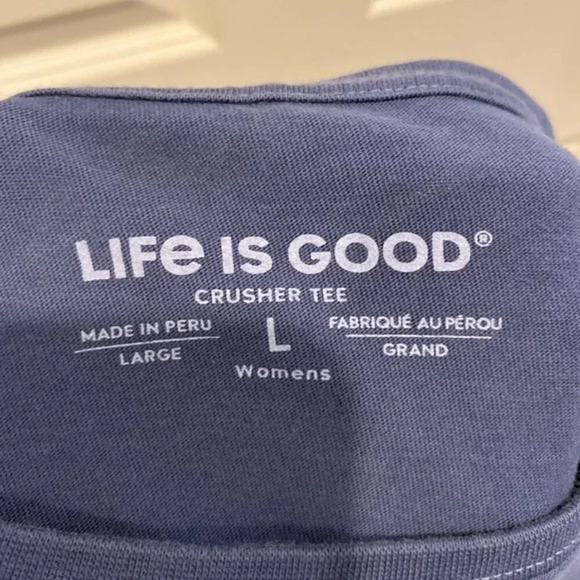 LIFe IS GOOD®
CRUSHER TEE
MADE IN PERU
LARGE
L
Womens
FABRIQUÉ AU PÉROU
GRAND